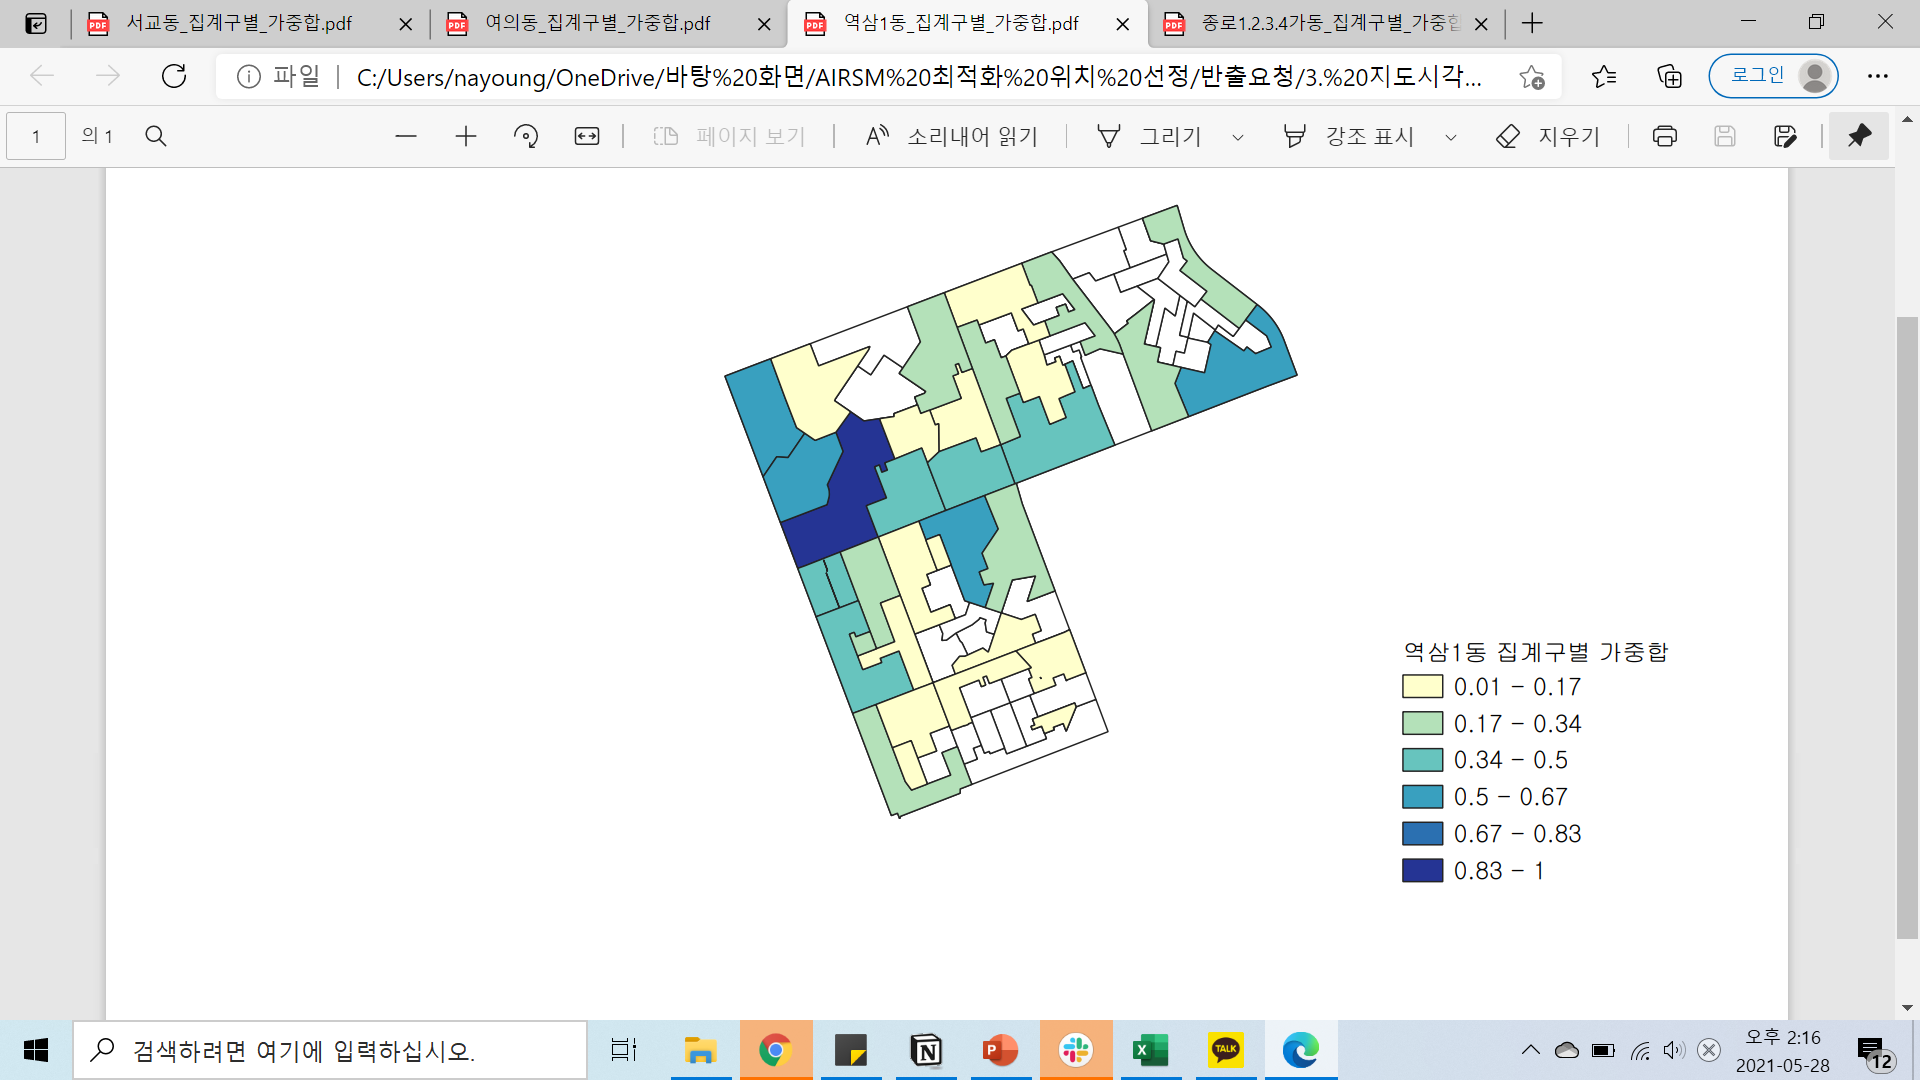 서교동_집계구별_가중합.pdf
여의동_집계구별_가중합.pdf
역삼1동_집계구별_가중합.pdf
종로1.2.3.4가동_집계구별_가중합
파일
C:/Users/nayoung/OneDrive/바탕%20화면/AIRSM%20최적화%20위치%20선정/반출요청/3.%20지도시각...
로그인
1
의 1
페이지 보기
소리내어 읽기
그리기
강조 표시
지우기
역삼1동 집계구별 가중합
0.01 - 0.17
0.17 - 0.34
0.34 - 0.5
0.5 - 0.67
0.67 - 0.83
0.83 - 1
검색하려면 여기에 입력하십시오.
오후 2:16
2021-05-28
12
PDF
PDF
PDF
PDF
TALK